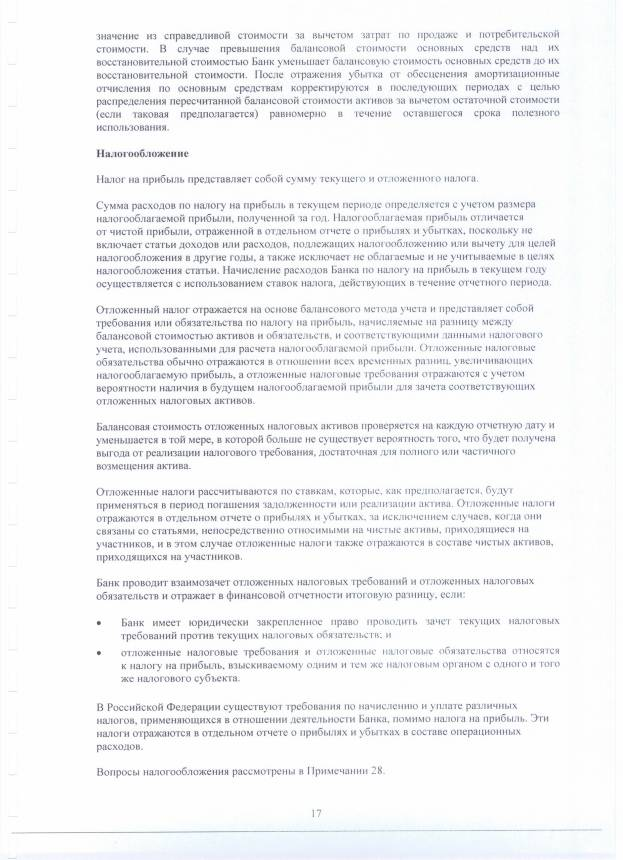 значение из справедливой стоимости за вычетом затрат по продаже и потребительской
стоимости. В случае превышения балансовой стоимости основных средств над их
восстановительной стоимостью Банк уменьшает балансовую стоимость основных средств до их
восстановительной стоимости. После отражения убытка от обесценения амортизационные
отчисления по основным средствам корректируются в последующих периодах с целью
распределения пересчитанной балансовой стоимости активов за вычетом остаточной стоимости
(если таковая предполагается) равномерно в течение оставшегося срока полезного
использования.
Налогообложение
Налог на прибыль представляет собой сумму текущего и отложенного налога.
Сумма расходов по налогу на прибыль в текущем периоде определяется с учетом размера
налогооблагаемой прибыли, полученной за год. Налогооблагаемая прибыль отличается
от чистой прибыли, отраженной в отдельном отчете о прибылях и убытках, поскольку не
включает статьи доходов или расходов, подлежащих налогообложению или вычету для целей
налогообложения в другие годы, а также исключает не облагаемые и не учитываемые в целях
налогообложения статьи. Начисление расходов Банка по налогу на прибыль в текущем году
осуществляется с использованием ставок налога, действующих в течение отчетного периода.
Отложенный налог отражается на основе балансового метода учета и представляет собой
требования или обязательства по налогу на прибыль, начисляемые на разницу между
балансовой стоимостью активов и обязательств, и соответствующими данными налогового
учета, использованными для расчета налогооблагаемой прибыли. Отложенные налоговые
обязательства обычно отражаются в отношении всех временных разниц, увеличивающих
налогооблагаемую прибыль, а отложенные налоговые требования отражаются с учетом
вероятности наличия в будущем налогооблагаемой прибыли для зачета соответствующих
отложенных налоговых активов.
Балансовая стоимость отложенных налоговых активов проверяется на каждую отчетную дату и
уменьшается в той мере, в которой больше не существует вероятность того, что будет получена
выгода от реализации налогового требования, достаточная для полного или частичного
возмещения актива.
Отложенные налоги рассчитываются по ставкам, которые, как предполагается, будут
применяться в период погашения задолженности или реализации актива. Отложенные налоги
отражаются в отдельном отчете о прибылях и убытках, за исключением случаев, когда они
связаны со статьями, непосредственно относимыми на чистые активы, приходящиеся на
участников, и в этом случае отложенные налоги также отражаются в составе чистых активов,
приходящихся на участников.
Банк проводит взаимозачет отложенных налоговых требований и отложенных налоговых
обязательств и отражает в финансовой отчетности итоговую разницу, если:
• Банк имеет юридически закрепленное право проводить зачет текущих налоговых
требований против текущих налоговых обязательств; и
• отложенные налоговые требования и отложенные налоговые обязательства относятся
к налогу на прибыль, взыскиваемому одним и тем же налоговым органом с одного и того
же налогового субъекта.
В Российской Федерации существуют требования по начислению и уплате различных
налогов, применяющихся в отношении деятельности Банка, помимо налога на прибыль. Эти
налоги отражаются в отдельном отчете о прибылях и убытках в составе операционных
расходов.
Вопросы налогообложения рассмотрены в Примечании 28.
17